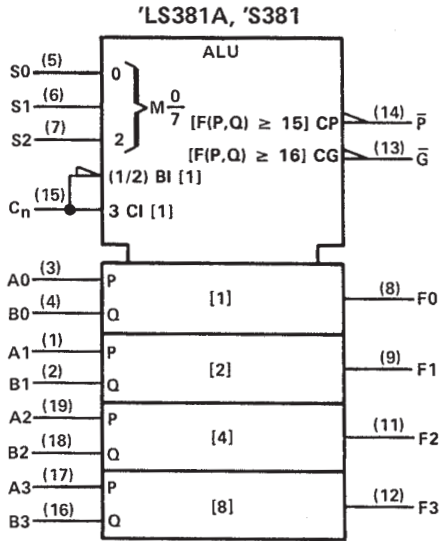 'LS381A, 'S381
ALU
S0 (5) 0
S1 (6) M 0/7
S2 (7) 2
[F(P,Q) ≥ 15] CP (14) P̅
[F(P,Q) ≥ 16] CG (13) G̅
(1/2) BI [1]
Cn (15) 3 CI [1]
A0 (3) P
B0 (4) Q [1] (8) F0
A1 (1) P
B1 (2) Q [2] (9) F1
A2 (19) P
B2 (18) Q [4] (11) F2
A3 (17) P
B3 (16) Q [8] (12) F3